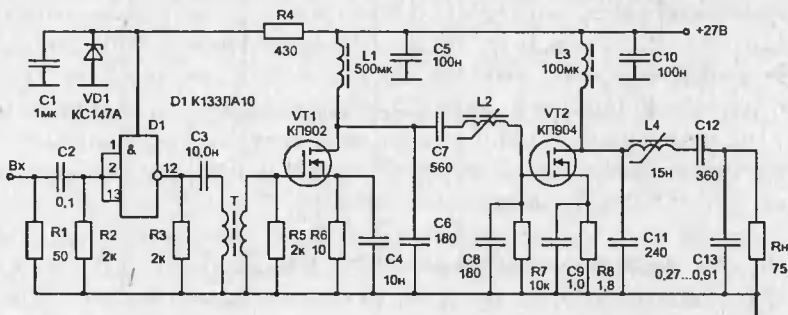 R4
+27В
430
L1
500мк
C5
100н
L3
100мк
C10
100н
C1
1мк
VD1
КС147А
D1 К133ЛА10
D1
&
1
2
13
12
C3
10,0н
VT1
КП902
C7
560
L2
VT2
КП904
L4
15н
C12
360
Вх
C2
0,1
T
R1
50
R2
2к
R3
2к
R5
2к
R6
10
C4
10н
C6
180
C8
180
R7
10к
C9
1,0
R8
1,8
C11
240
C13
0,27...0,91
Rн
75